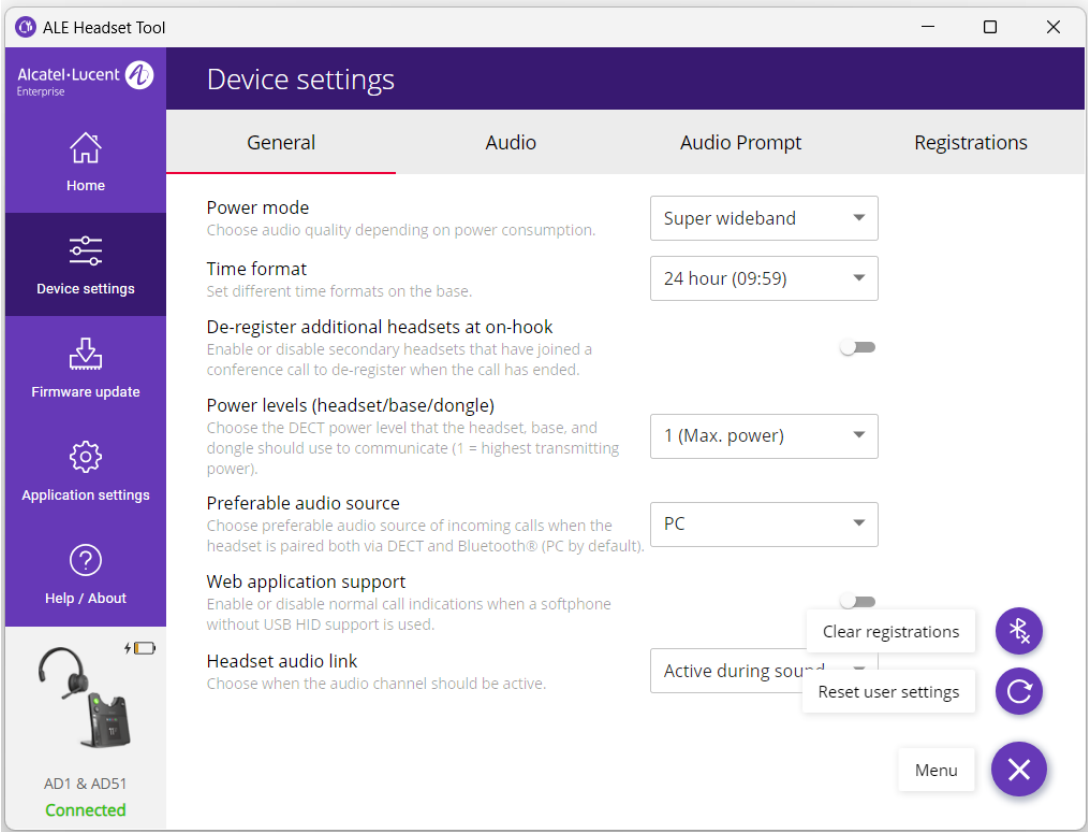 ALE Headset Tool
Alcatel·Lucent
Enterprise
Device settings
Home
Device settings
Firmware update
Application settings
Help / About
AD1 & AD51
Connected
General
Audio
Audio Prompt
Registrations
Power mode
Choose audio quality depending on power consumption.
Super wideband
Time format
Set different time formats on the base.
24 hour (09:59)
De-register additional headsets at on-hook
Enable or disable secondary headsets that have joined a
conference call to de-register when the call has ended.
Power levels (headset/base/dongle)
Choose the DECT power level that the headset, base, and
dongle should use to communicate (1 = highest transmitting
power).
1 (Max. power)
Preferable audio source
Choose preferable audio source of incoming calls when the
headset is paired both via DECT and Bluetooth® (PC by default).
PC
Web application support
Enable or disable normal call indications when a softphone
without USB HID support is used.
Clear registrations
Headset audio link
Choose when the audio channel should be active.
Active during sound
Reset user settings
Menu